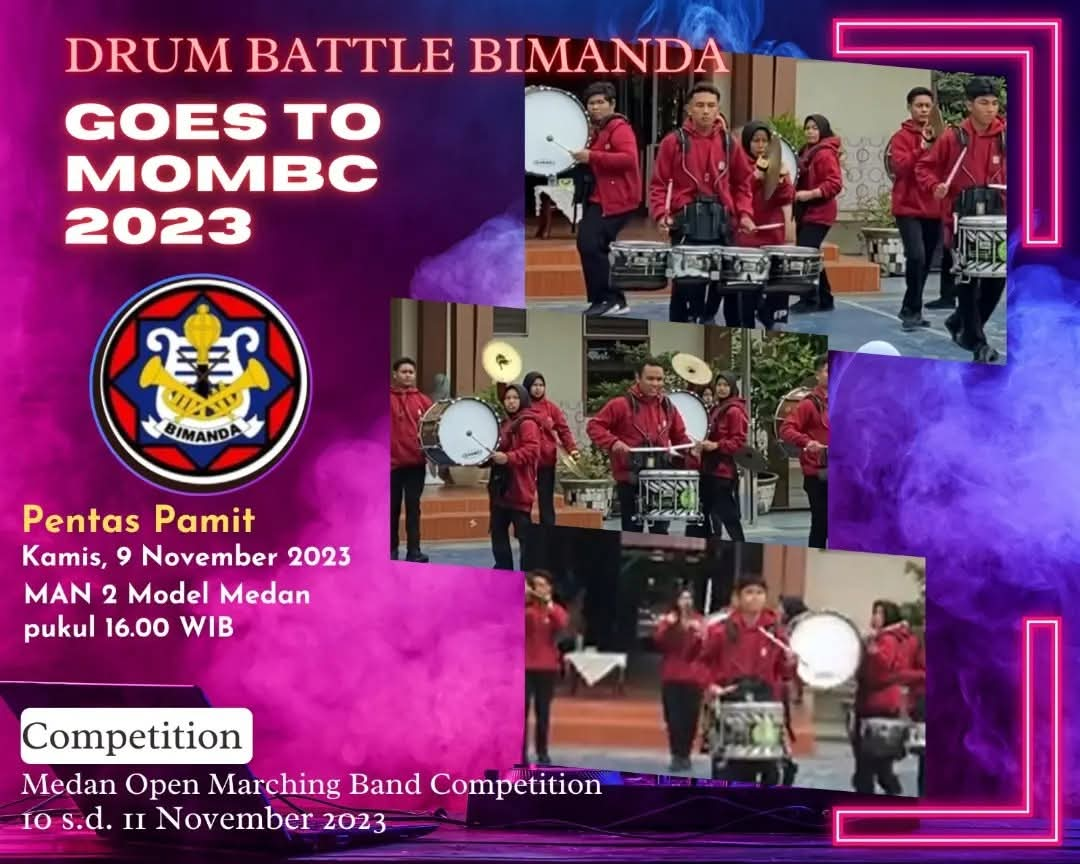 DRUM BATTLE BIMANDA
GOES TO
MOMBC
2023
BIMANDA
Pentas Pamit
Kamis, 9 November 2023
MAN 2 Model Medan
pukul 16.00 WIB
Competition
Medan Open Marching Band Competition
10 s.d. 11 November 2023